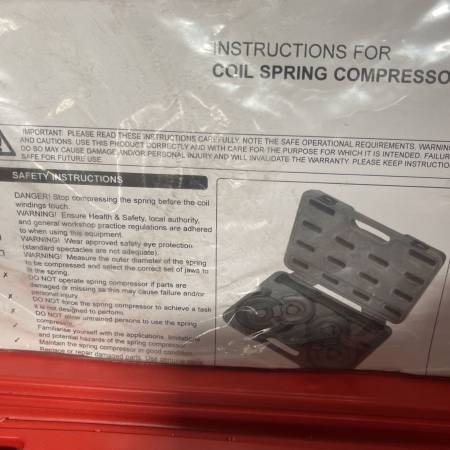 INSTRUCTIONS FOR
COIL SPRING COMPRESSO
IMPORTANT: PLEASE READ THESE INSTRUCTIONS CAREFULLY. NOTE THE SAFE OPERATIONAL REQUIREMENTS, WARNING
AND CAUTIONS. USE THIS PRODUCT CORRECTLY AND WITH CARE FOR THE PURPOSE FOR WHICH IT IS INTENDED. FAILUR
DO SO MAY CAUSE DAMAGE AND/OR PERSONAL INJURY AND WILL INVALIDATE THE WARRANTY. PLEASE KEEP INSTRUCTION
SAFE FOR FUTURE USE.
SAFETY INSTRUCTIONS
DANGER! Stop compressing the spring before the coil
windings touch.
WARNING! Ensure Health & Safety, local authority,
and general workshop practice regulations are adhered
to when using this equipment.
WARNING! Wear approved safety eye protection
(standard spectacles are not adequate).
WARNING! Measure the outer diameter of the spring
to be compressed and select the correct set of jaws to
fit the spring.
✗ DO NOT operate spring compressor if parts are
damaged or missing as this may cause failure and/or
personal injury.
✗ DO NOT force the spring compressor to achieve a task
it is not designed to perform.
✗ DO NOT allow untrained persons to use the spring
compressor.
✓ Familiarise yourself with the applications, limitations
and potential hazards of the spring compressor.
✓ Maintain the spring compressor in good condition.
Replace or repair damaged parts. Use genuine